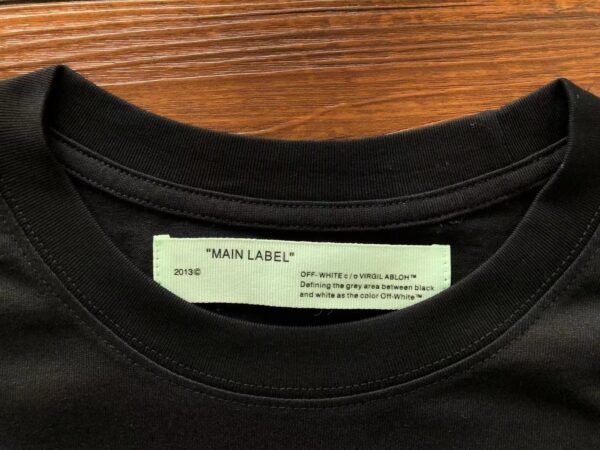 "MAIN LABEL"
2013©
OFF-WHITE c/o VIRGIL ABLOH™
Defining the grey area between black
and white as the color Off-White™